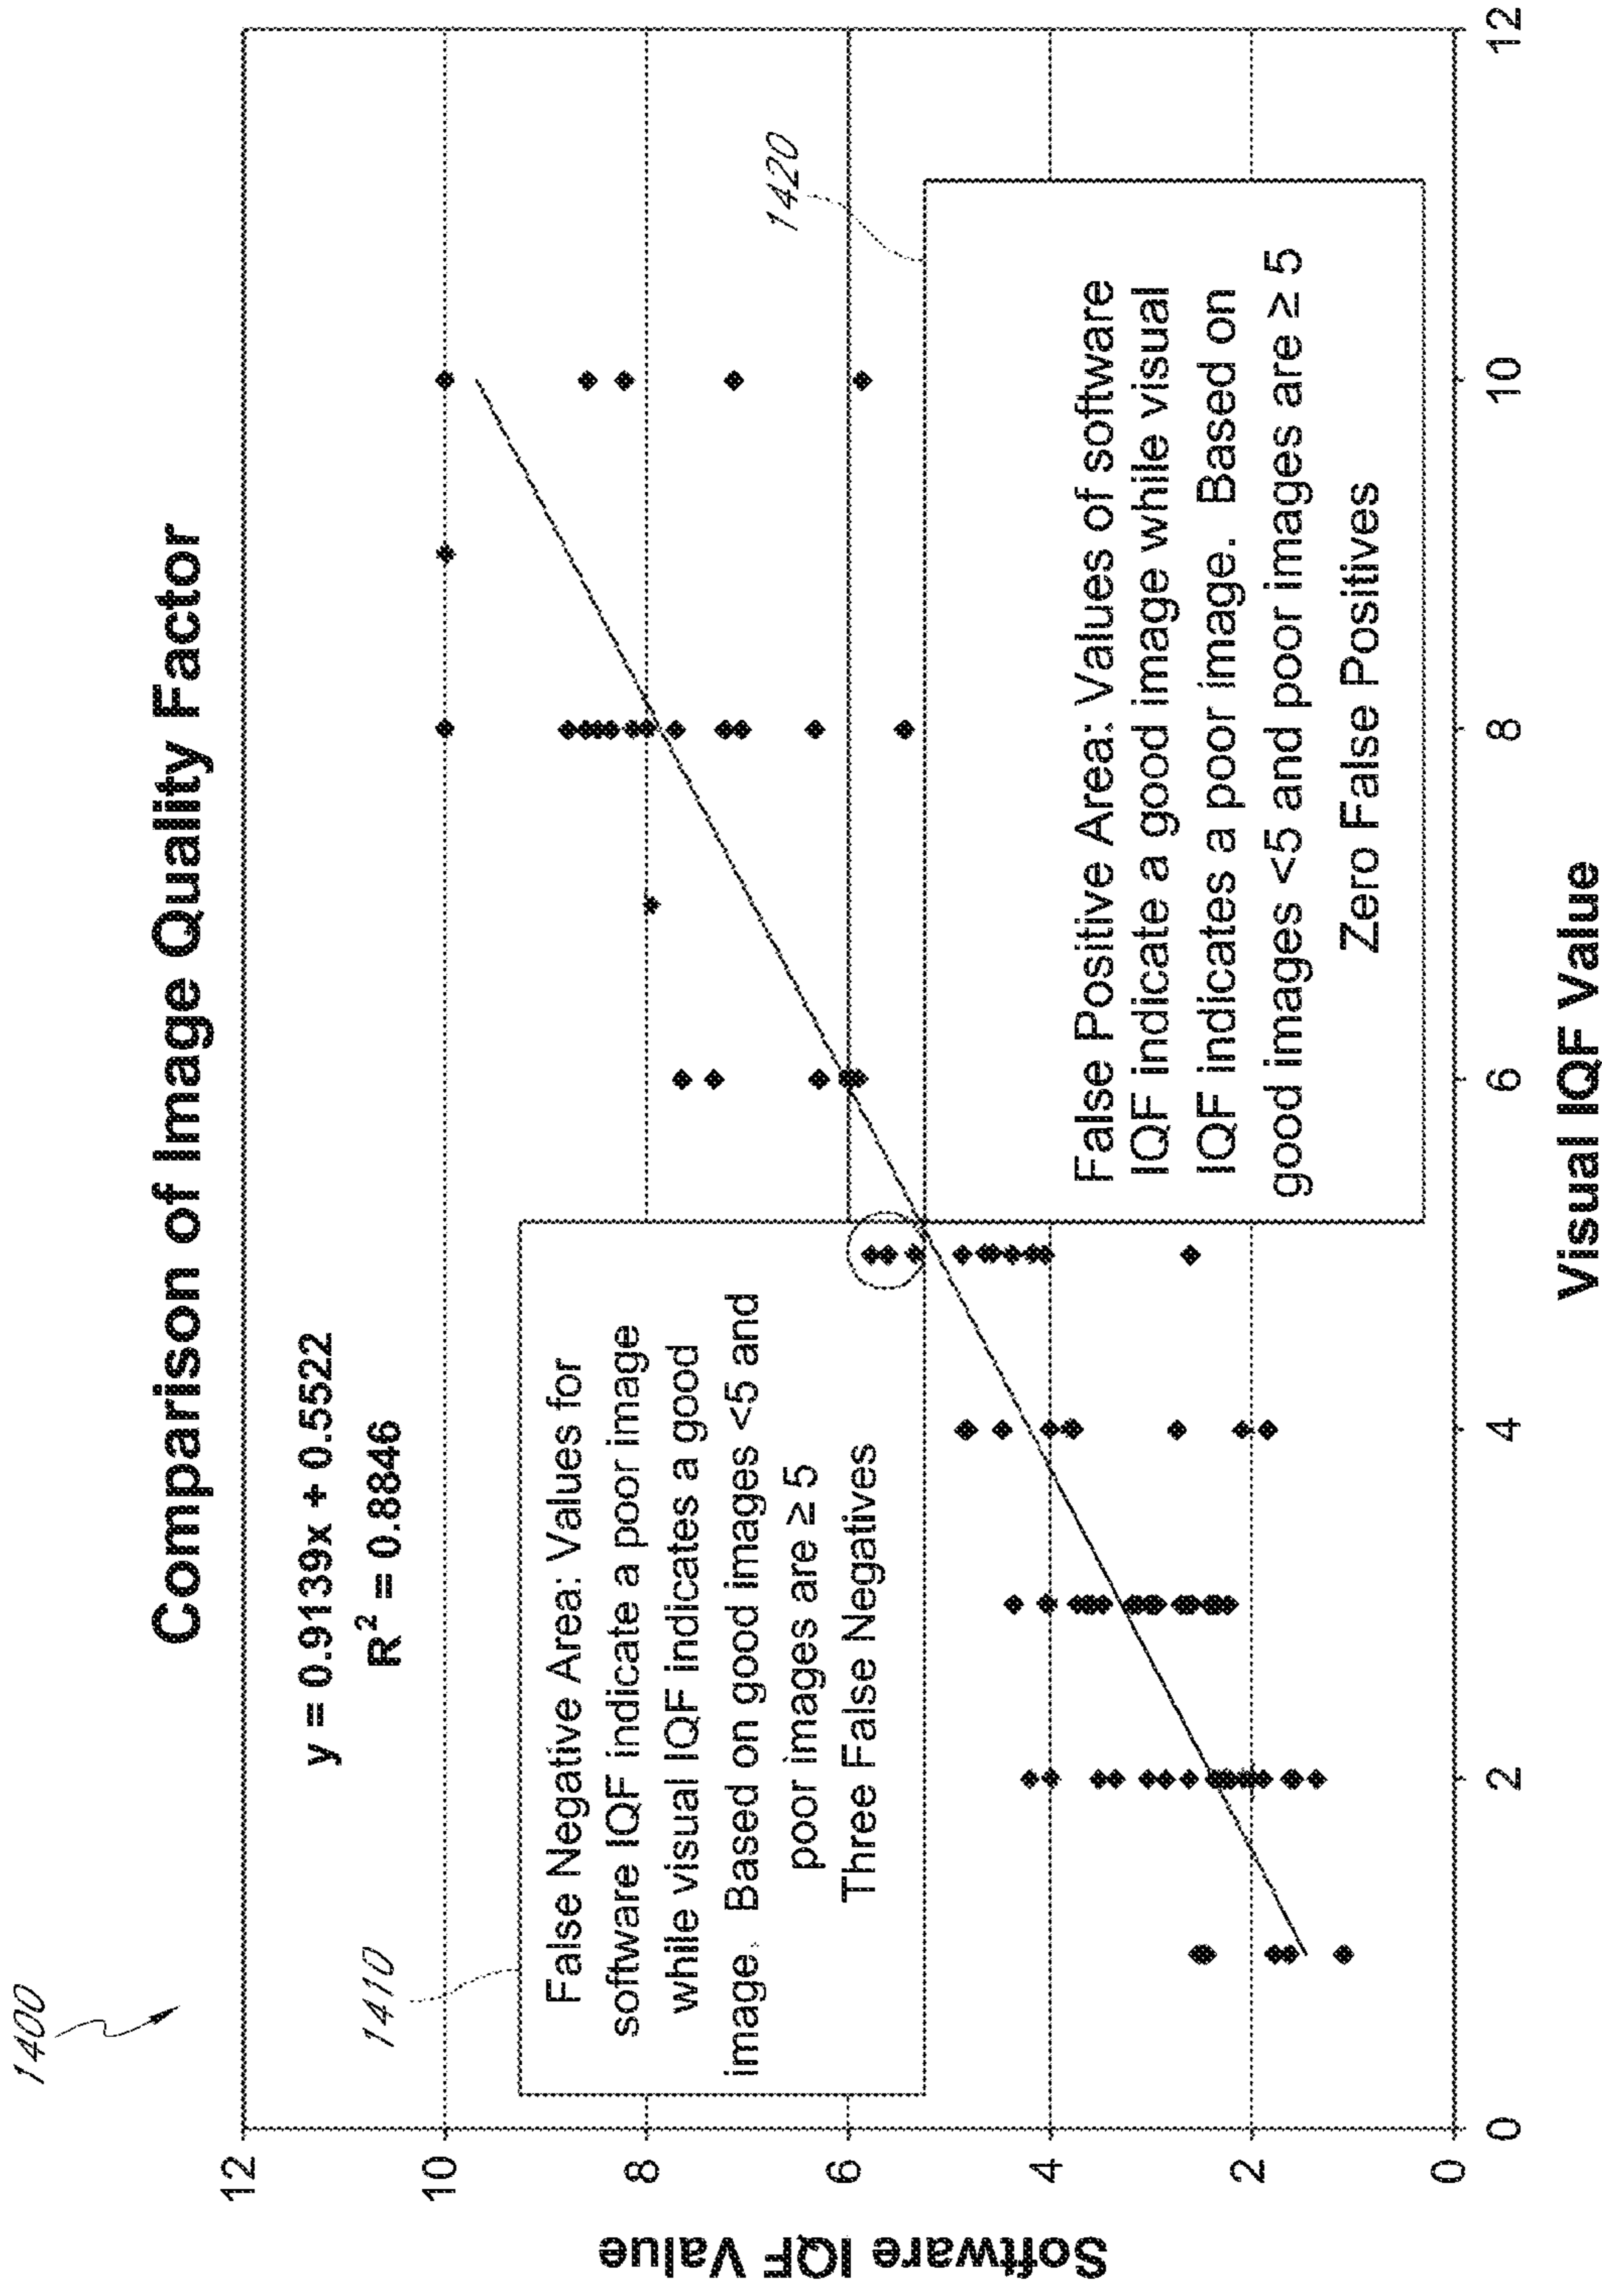 1400
Comparison of Image Quality Factor
y = 0.9139x + 0.5522
R² = 0.8846
1410
False Negative Area: Values for
software IQF indicate a poor image
while visual IQF indicates a good
image. Based on good images <5 and
poor images are ≥ 5
Three False Negatives
1420
False Positive Area: Values of software
IQF indicate a good image while visual
IQF indicates a poor image. Based on
good images <5 and poor images are ≥ 5
Zero False Positives
Software IQF Value
12
10
8
6
4
2
0
0 2 4 6 8 10 12
Visual IQF Value